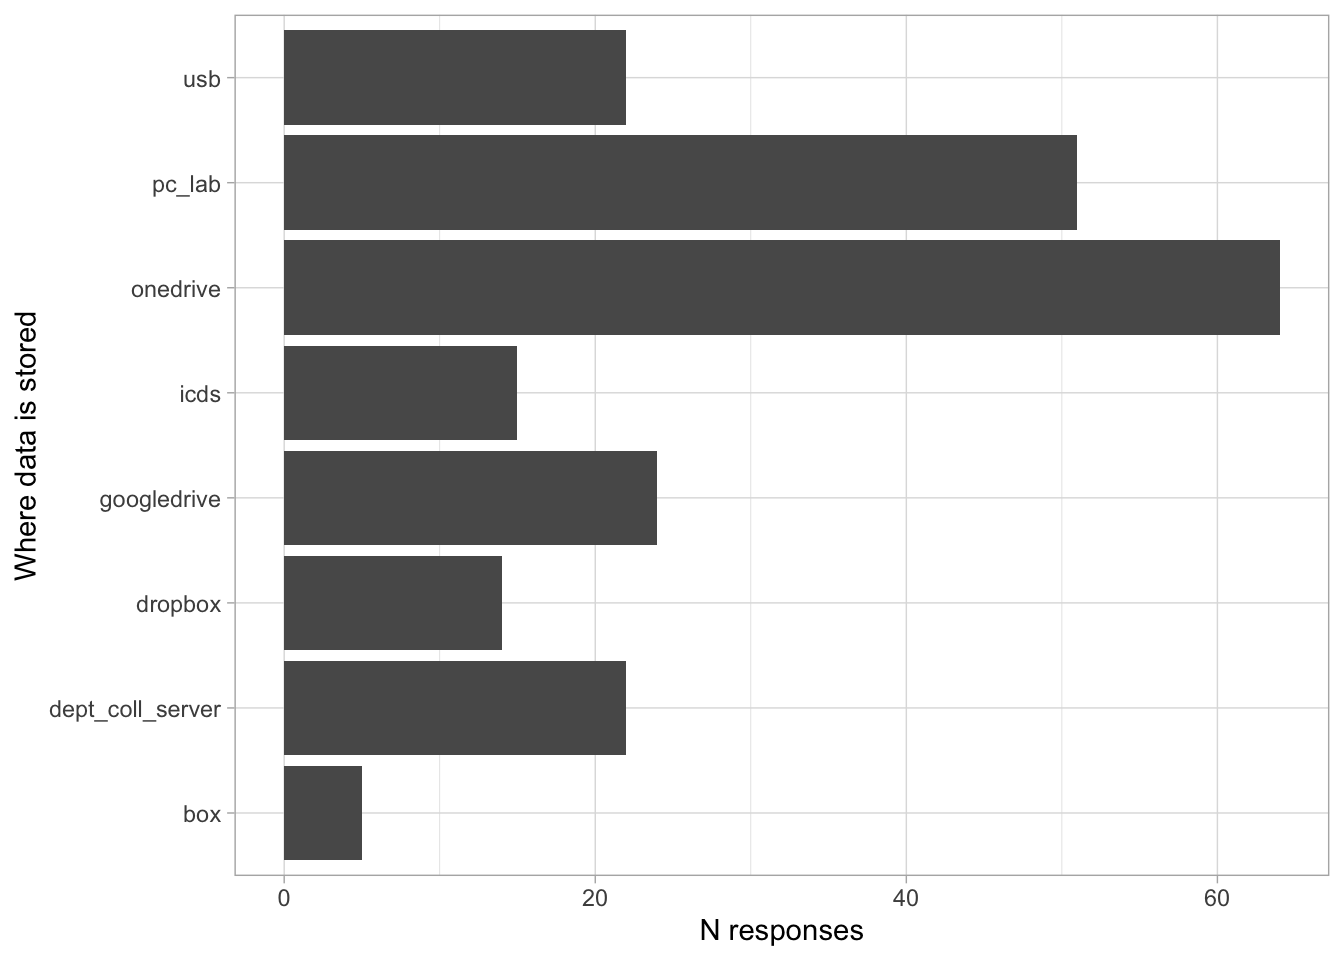 usb
pc_lab
onedrive
icds
googledrive
dropbox
dept_coll_server
box
Where data is stored
0 20 40 60
N responses